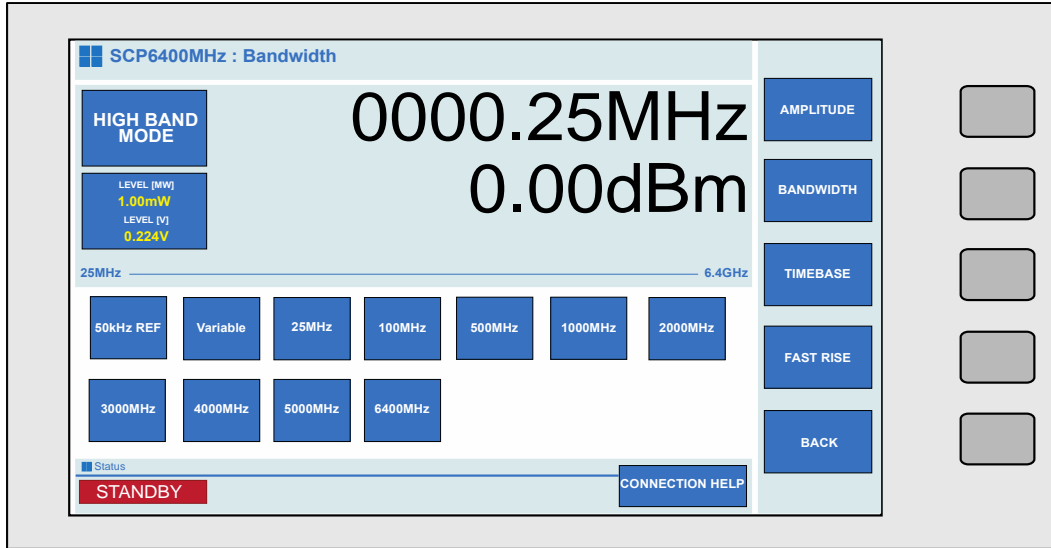 SCP6400MHz : Bandwidth
HIGH BAND
MODE
0000.25MHz
0.00dBm
LEVEL [MW]
1.00mW
LEVEL [V]
0.224V
25MHz
6.4GHz
50kHz REF
Variable
25MHz
100MHz
500MHz
1000MHz
2000MHz
3000MHz
4000MHz
5000MHz
6400MHz
Status
STANDBY
CONNECTION HELP
AMPLITUDE
BANDWIDTH
TIMEBASE
FAST RISE
BACK